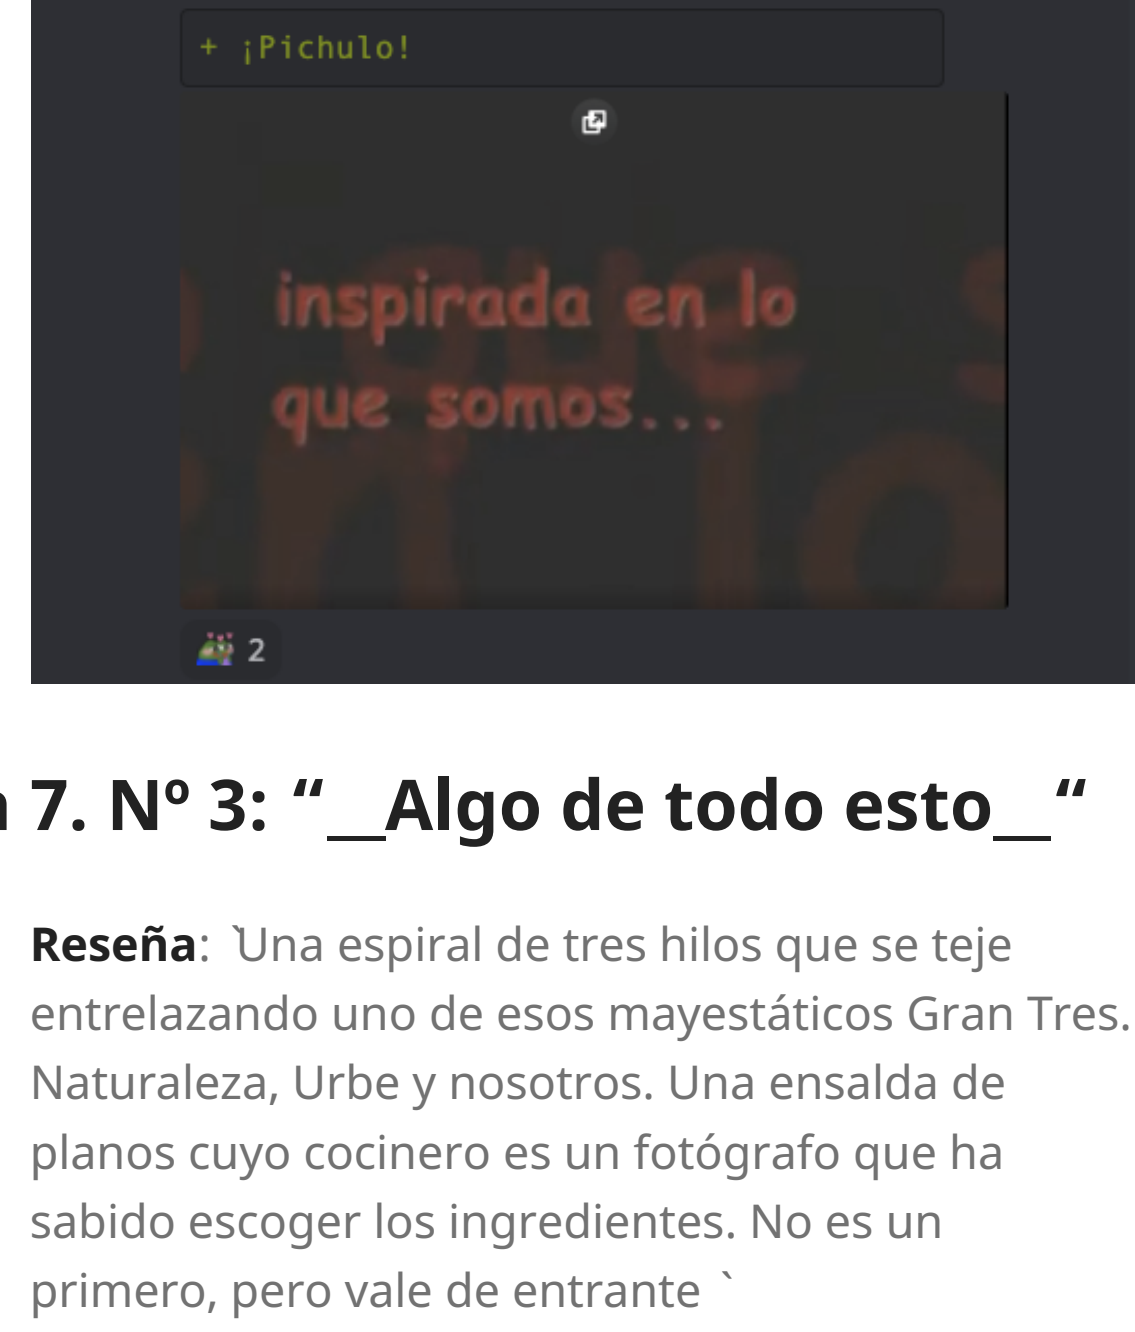 + ¡Pichulo!
inspirada en lo
que somos...
2
7. Nº 3: “__Algo de todo esto__“
Reseña: `Una espiral de tres hilos que se teje
entrelazando uno de esos mayestáticos Gran Tres.
Naturaleza, Urbe y nosotros. Una ensalda de
planos cuyo cocinero es un fotógrafo que ha
sabido escoger los ingredientes. No es un
primero, pero vale de entrante `